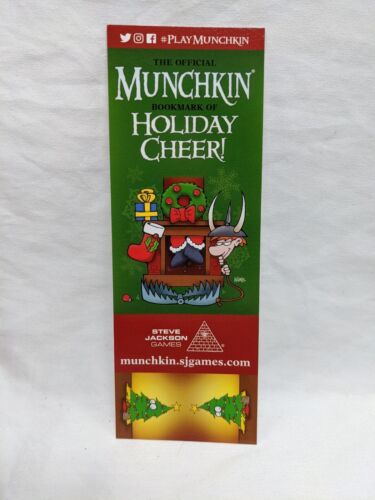 #PLAYMUNCHKIN
THE OFFICIAL
MUNCHKIN®
BOOKMARK OF
HOLIDAY
CHEER!
STEVE
JACKSON
GAMES
munchkin.sjgames.com